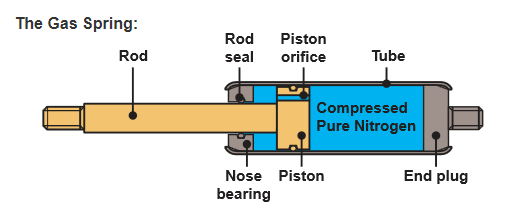 The Gas Spring:
Rod
Rod
seal
Piston
orifice
Tube
Compressed
Pure Nitrogen
Nose
bearing
Piston
End plug